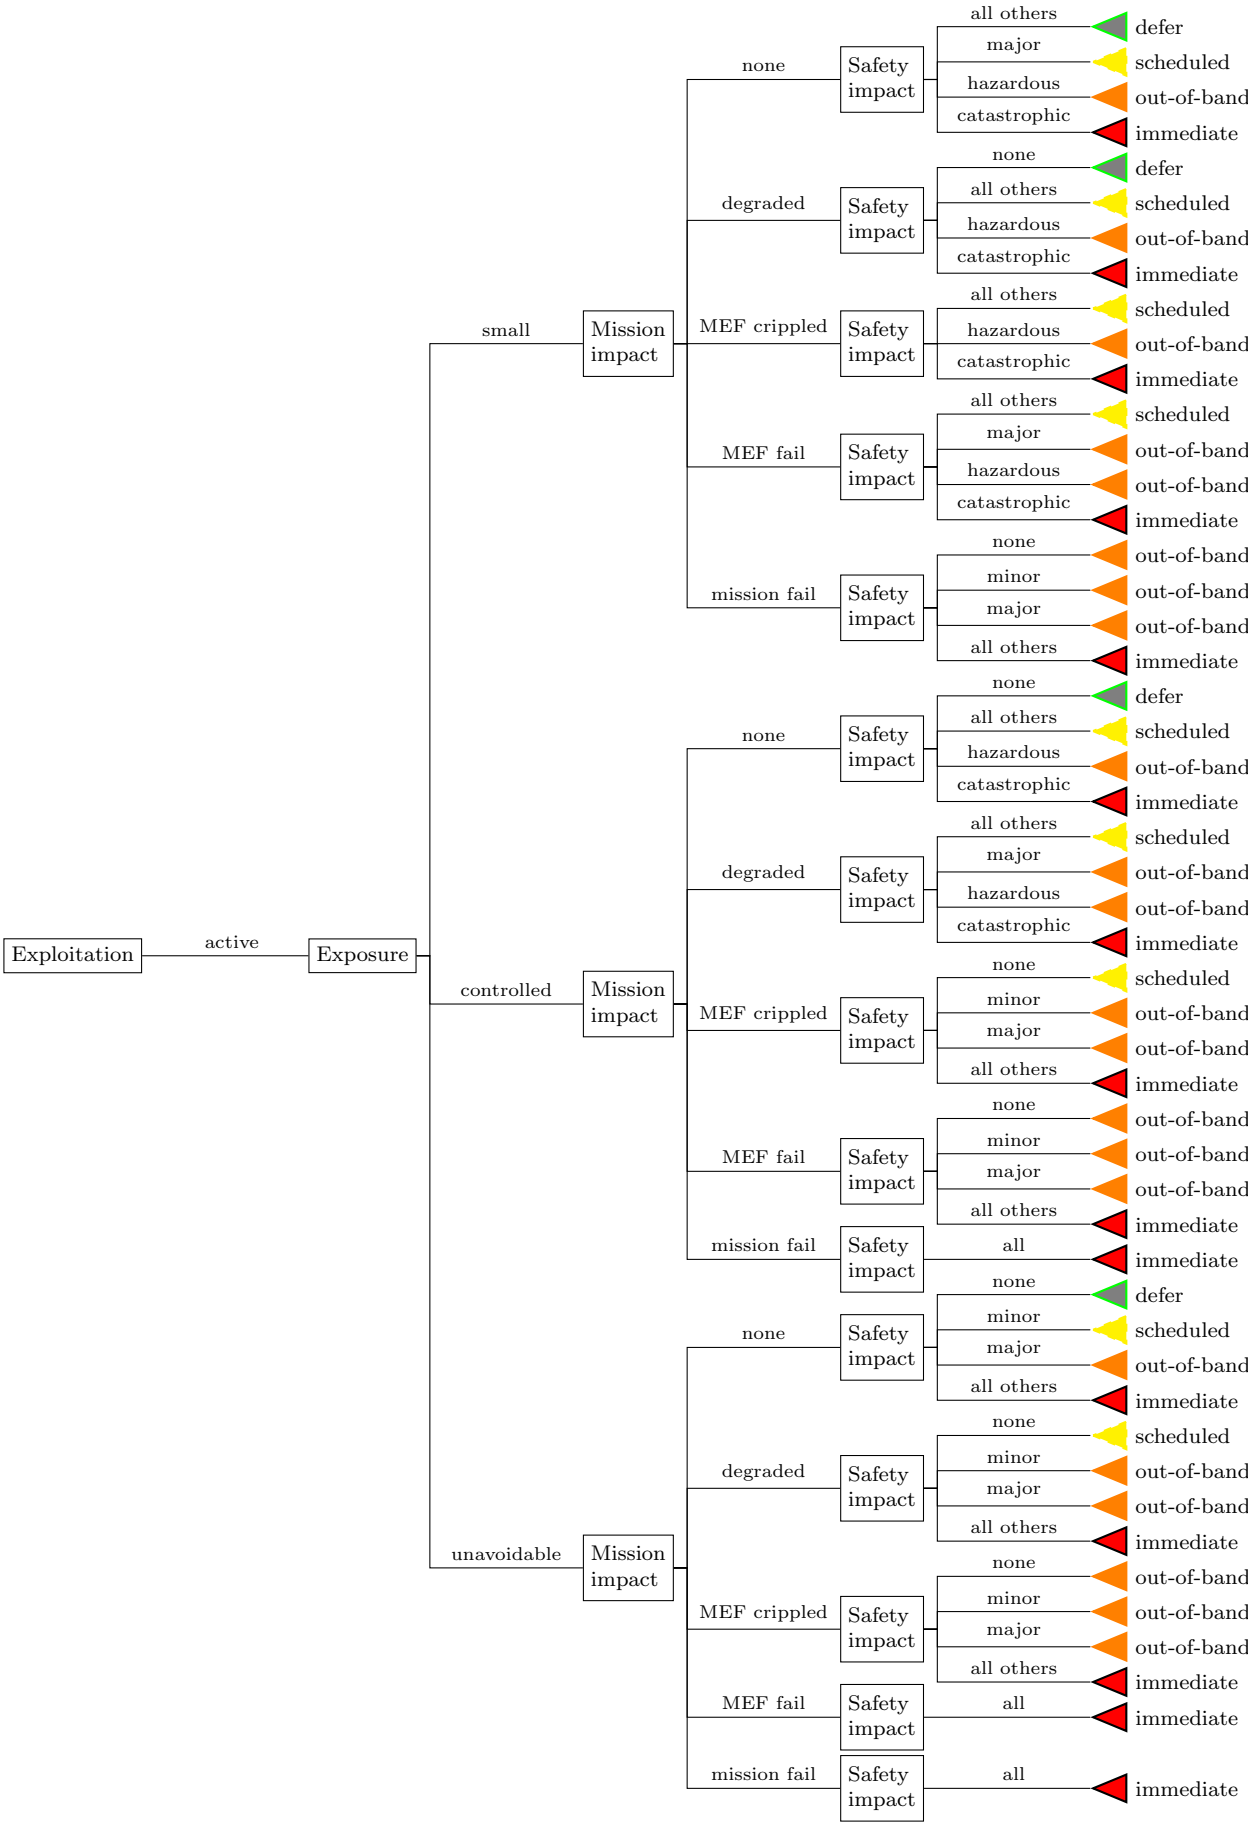 all others
defer
major
scheduled
none
Safety
impact
hazardous
out-of-band
catastrophic
immediate
none
defer
all others
scheduled
degraded
Safety
impact
hazardous
out-of-band
catastrophic
immediate
all others
scheduled
small
Mission
impact
MEF crippled
Safety
impact
hazardous
out-of-band
catastrophic
immediate
all others
scheduled
major
out-of-band
MEF fail
Safety
impact
hazardous
out-of-band
catastrophic
immediate
none
out-of-band
minor
out-of-band
mission fail
Safety
impact
major
out-of-band
all others
immediate
none
defer
all others
scheduled
none
Safety
impact
hazardous
out-of-band
catastrophic
immediate
all others
scheduled
major
out-of-band
degraded
Safety
impact
hazardous
out-of-band
catastrophic
immediate
Exploitation
active
Exposure
none
scheduled
controlled
Mission
impact
minor
out-of-band
MEF crippled
Safety
impact
major
out-of-band
all others
immediate
none
out-of-band
minor
out-of-band
MEF fail
Safety
impact
major
out-of-band
all others
immediate
mission fail
Safety
impact
all
immediate
none
defer
minor
scheduled
none
Safety
impact
major
out-of-band
all others
immediate
none
scheduled
minor
out-of-band
degraded
Safety
impact
major
out-of-band
all others
immediate
unavoidable
Mission
impact
none
out-of-band
minor
out-of-band
MEF crippled
Safety
impact
major
out-of-band
all others
immediate
MEF fail
Safety
impact
all
immediate
mission fail
Safety
impact
all
immediate